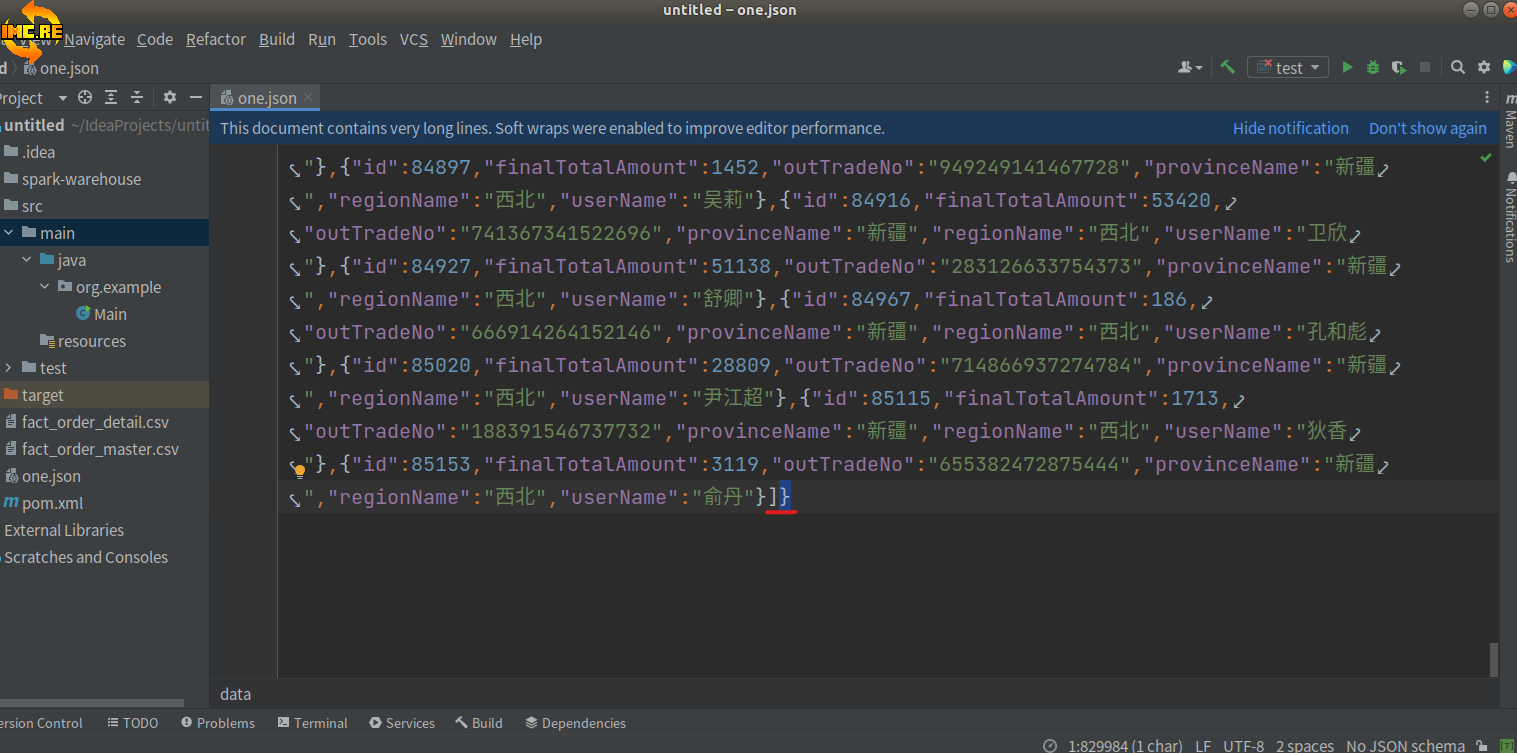 untitled – one.json
IMC.RE
View Navigate Code Refactor Build Run Tools VCS Window Help
d one.json
test
Project
one.json
m Maven
Notifications
This document contains very long lines. Soft wraps were enabled to improve editor performance. Hide notification Don't show again
untitled ~/IdeaProjects/untit
.idea
spark-warehouse
src
main
java
org.example
Main
resources
test
target
fact_order_detail.csv
fact_order_master.csv
one.json
pom.xml
External Libraries
Scratches and Consoles
"},{"id":84897,"finalTotalAmount":1452,"outTradeNo":"949249141467728","provinceName":"新疆
","regionName":"西北","userName":"吴莉"},{"id":84916,"finalTotalAmount":53420,
"outTradeNo":"741367341522696","provinceName":"新疆","regionName":"西北","userName":"卫欣
"},{"id":84927,"finalTotalAmount":51138,"outTradeNo":"283126633754373","provinceName":"新疆
","regionName":"西北","userName":"舒卿"},{"id":84967,"finalTotalAmount":186,
"outTradeNo":"666914264152146","provinceName":"新疆","regionName":"西北","userName":"孔和彪
"},{"id":85020,"finalTotalAmount":28809,"outTradeNo":"714866937274784","provinceName":"新疆
","regionName":"西北","userName":"尹江超"},{"id":85115,"finalTotalAmount":1713,
"outTradeNo":"188391546737732","provinceName":"新疆","regionName":"西北","userName":"狄香
"},{"id":85153,"finalTotalAmount":3119,"outTradeNo":"655382472875444","provinceName":"新疆
","regionName":"西北","userName":"俞丹"}]}
data
ersion Control TODO Problems Terminal Services Build Dependencies
1:829984 (1 char) LF UTF-8 2 spaces No JSON schema